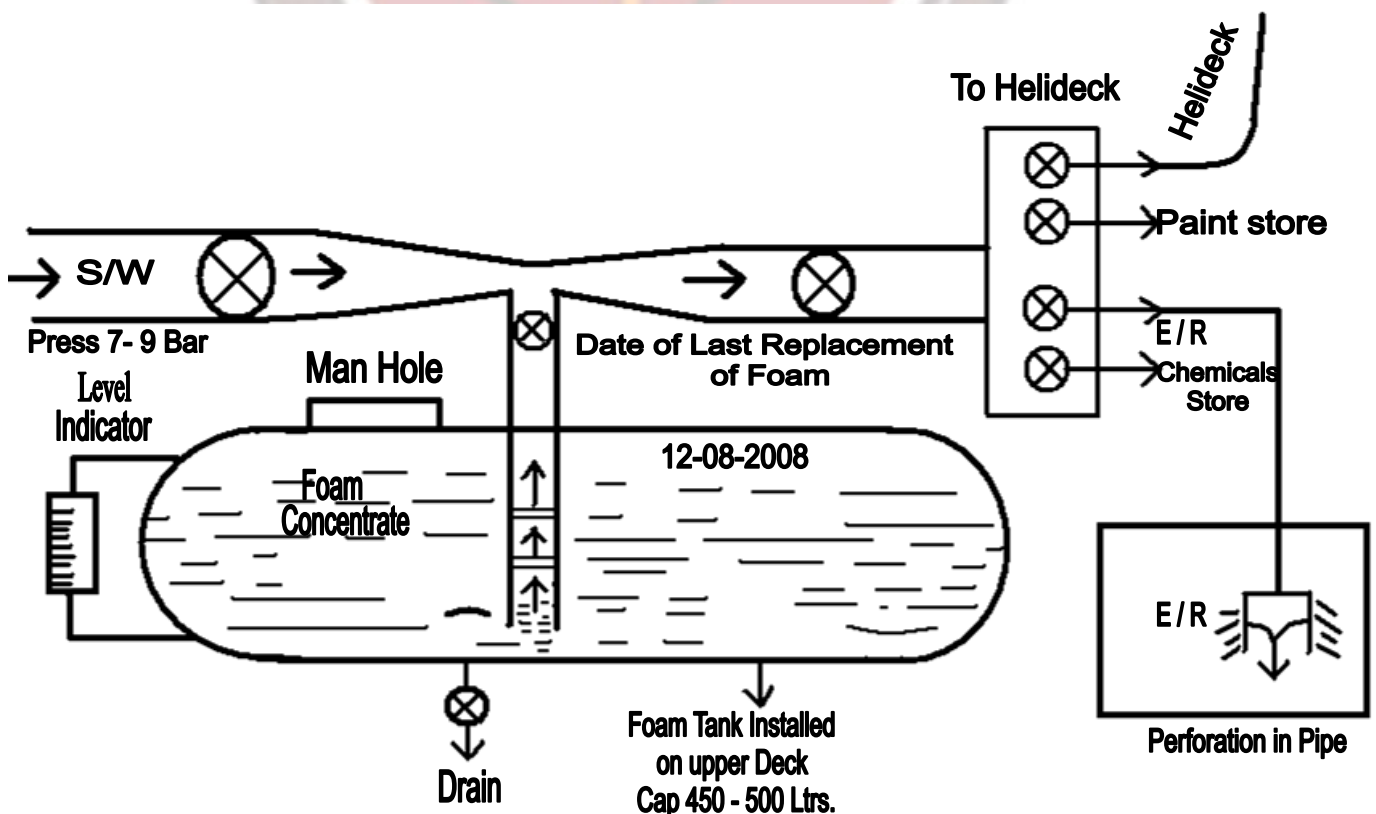 To Helideck
Helideck
Paint store
S/W
Press 7- 9 Bar
E/R
Chemicals
Store
Date of Last Replacement
of Foam
Man Hole
Level
Indicator
12-08-2008
Foam
Concentrate
E/R
Perforation in Pipe
Drain
Foam Tank Installed
on upper Deck
Cap 450 - 500 Ltrs.